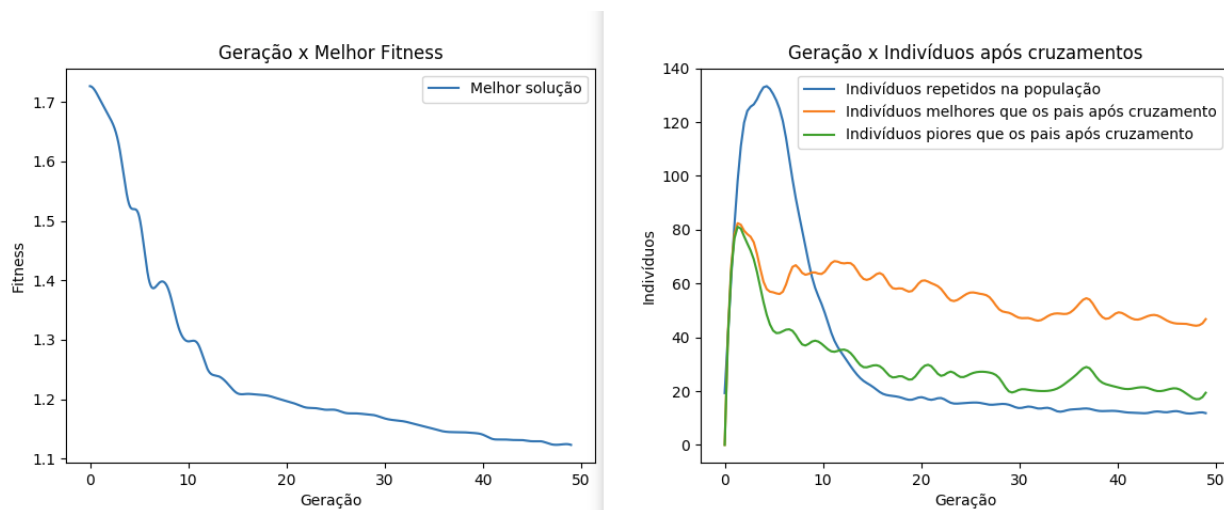 Geração x Melhor Fitness
Melhor solução
1.7
1.6
1.5
1.4
1.3
1.2
1.1
Fitness
0 10 20 30 40 50
Geração
Geração x Indivíduos após cruzamentos
Indivíduos repetidos na população
Indivíduos melhores que os pais após cruzamento
Indivíduos piores que os pais após cruzamento
140
120
100
80
60
40
20
0
Indivíduos
0 10 20 30 40 50
Geração